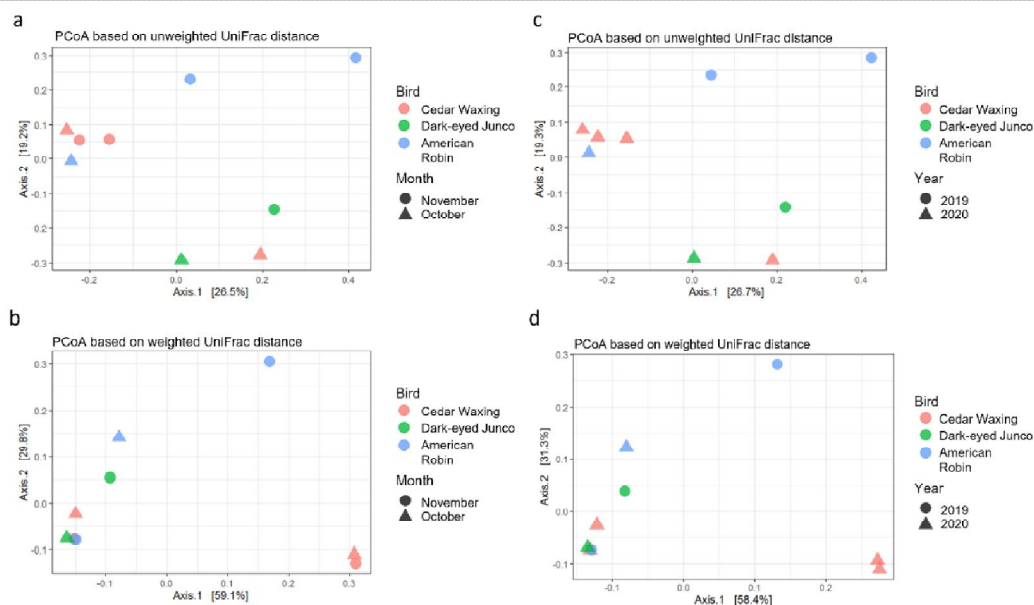 a
PCoA based on unweighted UniFrac distance
0.3
0.2
0.1
0.0
-0.1
-0.2
-0.3
Axis.2 [19.2%]
-0.2 0.0 0.2 0.4
Axis.1 [26.5%]
Bird
Cedar Waxing
Dark-eyed Junco
American
Robin
Month
November
October
c
PCoA based on unweighted UniFrac distance
0.3
0.2
0.1
0.0
-0.1
-0.2
-0.3
Axis.2 [19.3%]
-0.2 0.0 0.2 0.4
Axis.1 [26.7%]
Bird
Cedar Waxing
Dark-eyed Junco
American
Robin
Year
2019
2020
b
PCoA based on weighted UniFrac distance
0.3
0.2
0.1
0.0
-0.1
Axis.2 [29.8%]
-0.1 0.0 0.1 0.2 0.3
Axis.1 [59.1%]
Bird
Cedar Waxing
Dark-eyed Junco
American
Robin
Month
November
October
d
PCoA based on weighted UniFrac distance
0.3
0.2
0.1
0.0
-0.1
Axis.2 [31.3%]
-0.1 0.0 0.1 0.2
Axis.1 [58.4%]
Bird
Cedar Waxing
Dark-eyed Junco
American
Robin
Year
2019
2020